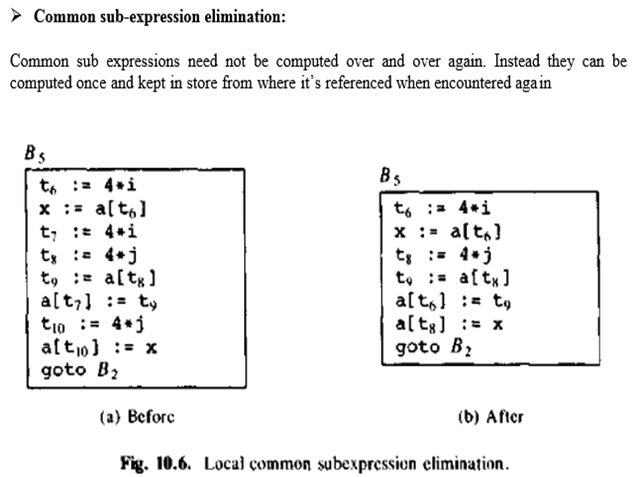 ➢ Common sub-expression elimination:
Common sub expressions need not be computed over and over again. Instead they can be
computed once and kept in store from where it's referenced when encountered again
B₅
t₆ := 4*i
x := a[t₆]
t₇ := 4*i
t₈ := 4*j
t₉ := a[t₈]
a[t₇] := t₉
t₁₀ := 4*j
a[t₁₀] := x
goto B₂
(a) Before
B₅
t₆ := 4*i
x := a[t₆]
t₈ := 4*j
t₉ := a[t₈]
a[t₆] := t₉
a[t₈] := x
goto B₂
(b) After
Fig. 10.6. Local common subexpression elimination.